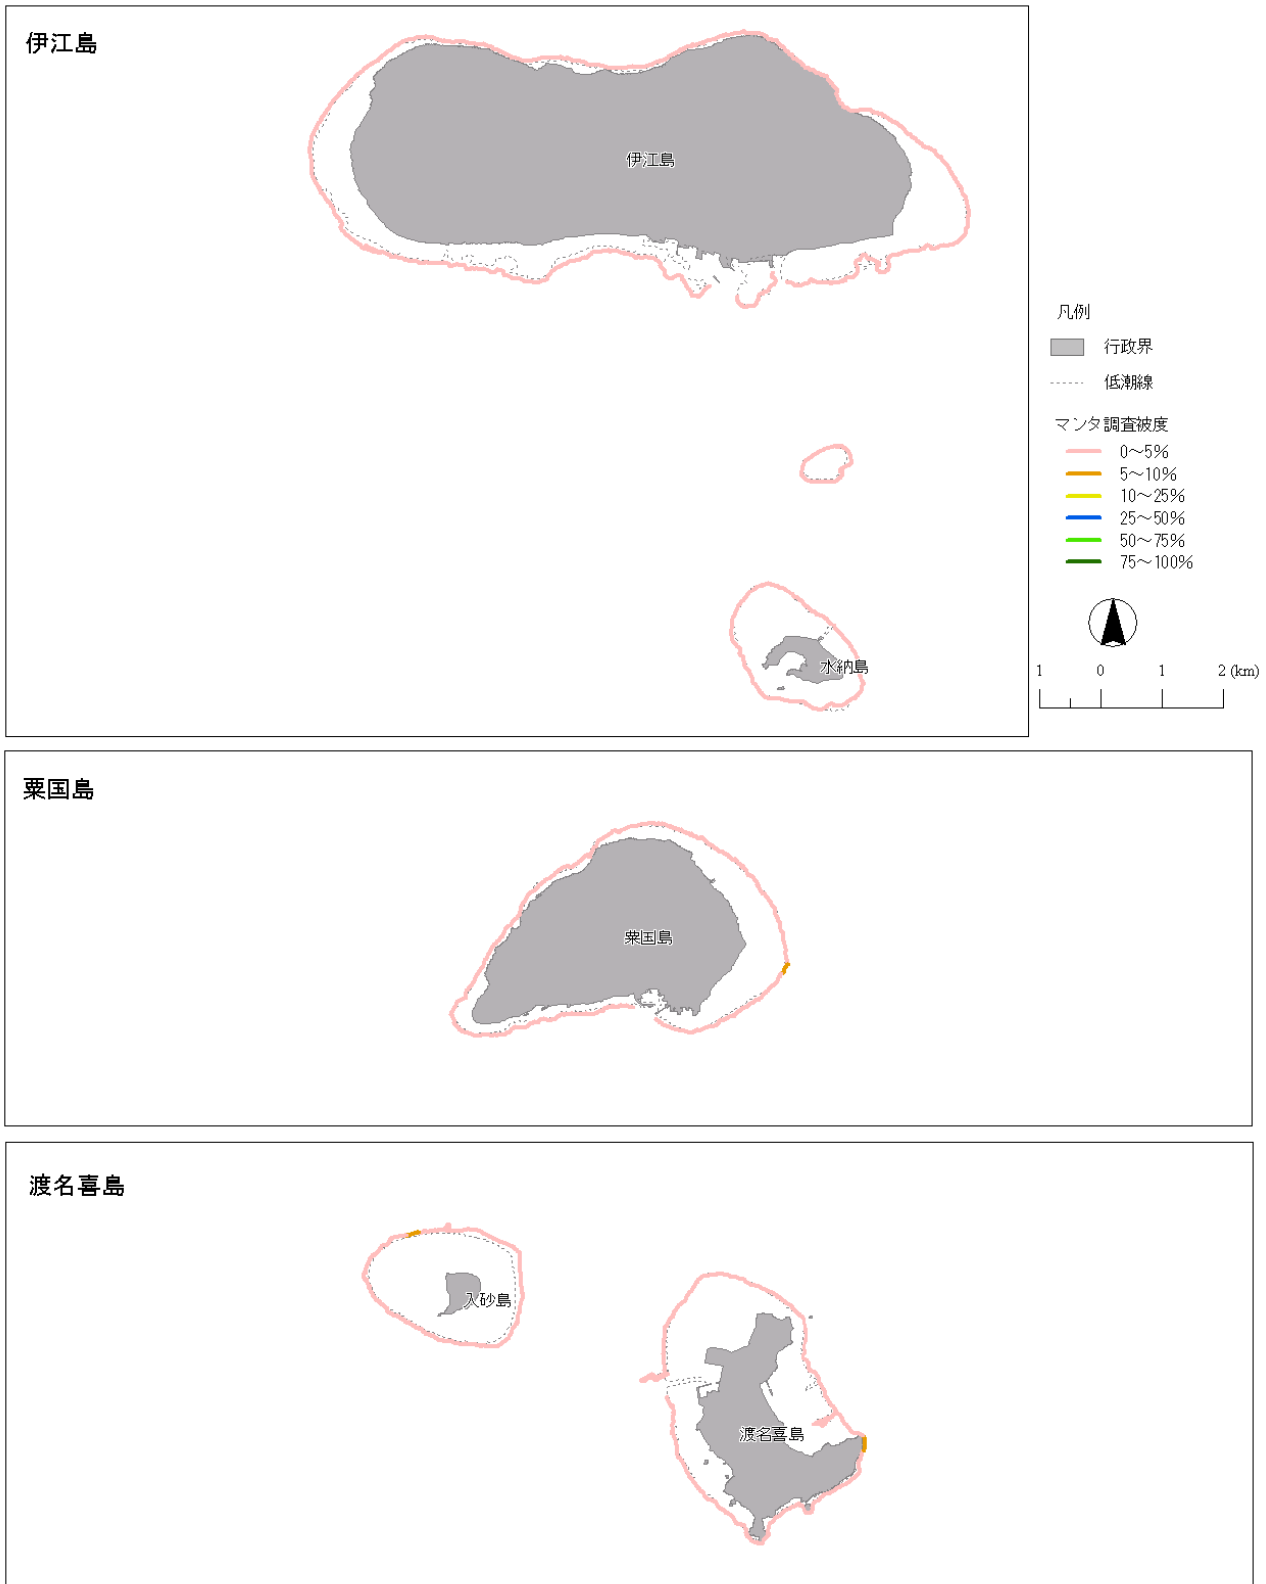 伊江島
伊江島
水納島
凡例
行政界
低潮線
マンタ調査被度
0～5%
5～10%
10～25%
25～50%
50～75%
75～100%
1 0 1 2 (km)
粟国島
粟国島
渡名喜島
入砂島
渡名喜島